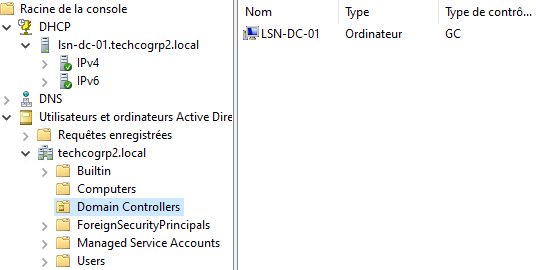 Racine de la console
DHCP
lsn-dc-01.techcogrp2.local
IPv4
IPv6
DNS
Utilisateurs et ordinateurs Active Dire
Requêtes enregistrées
techcogrp2.local
Builtin
Computers
Domain Controllers
ForeignSecurityPrincipals
Managed Service Accounts
Users
Nom Type Type de contrô...
LSN-DC-01 Ordinateur GC